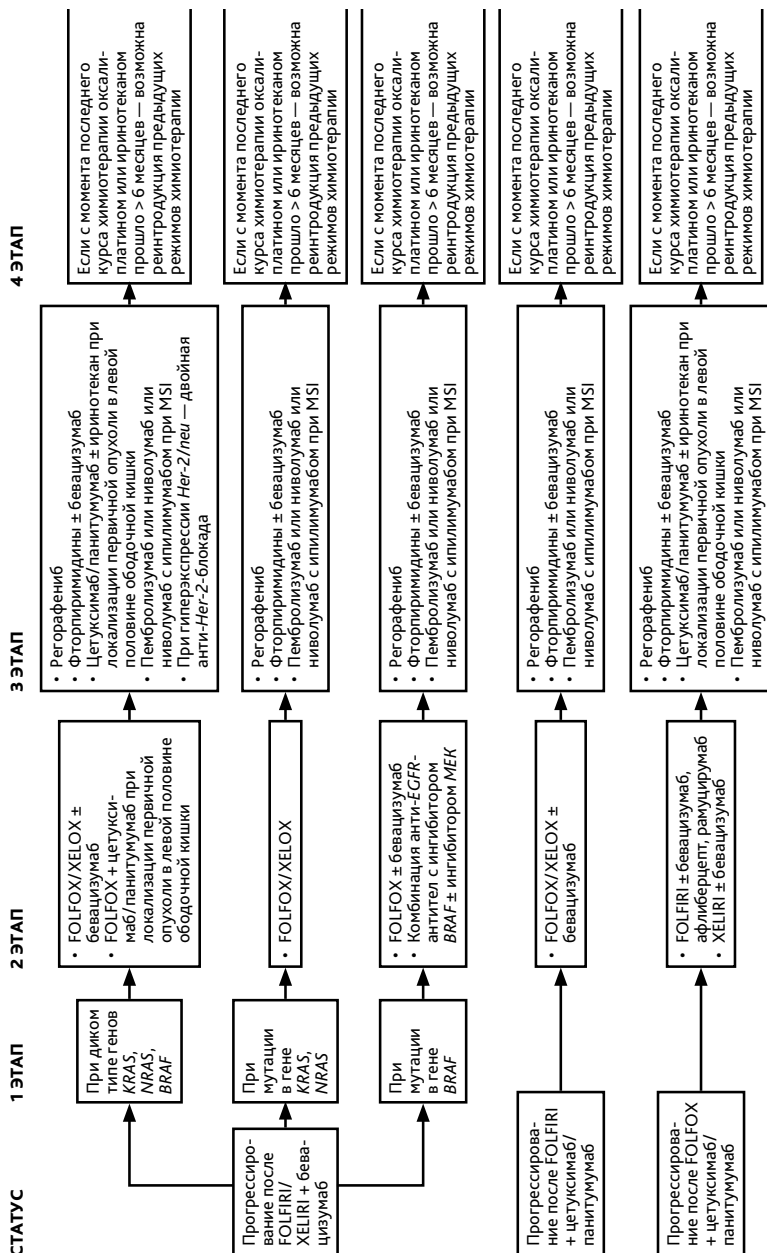 СТАТУС
1 ЭТАП
2 ЭТАП
3 ЭТАП
4 ЭТАП
Прогрессиро-
вание после
FOLFIRI/
XELIRI + бева-
цизумаб
При диком
типе генов
KRAS,
NRAS,
BRAF
• FOLFOX/XELOX ±
бевацизумаб
• FOLFOX + цетукси-
маб/панитумумаб при
локализации первичной
опухоли в левой половине
ободочной кишки
• Регорафениб
• Фторпиримидины ± бевацизумаб
• Цетуксимаб/панитумумаб ± иринотекан при
локализации первичной опухоли в левой
половине ободочной кишки
• Пембролизумаб или ниволумаб или
ниволумаб с ипилимумабом при MSI
• При гиперэкспрессии Her-2/neu — двойная
анти-Her-2-блокада
Если с момента последнего
курса химиотерапии оксали-
платином или иринотеканом
прошло > 6 месяцев — возможна
реинтродукция предыдущих
режимов химиотерапии
При
мутации
в гене
KRAS,
NRAS
• FOLFOX/XELOX
• Регорафениб
• Фторпиримидины ± бевацизумаб
• Пембролизумаб или ниволумаб или
ниволумаб с ипилимумабом при MSI
Если с момента последнего
курса химиотерапии оксали-
платином или иринотеканом
прошло > 6 месяцев — возможна
реинтродукция предыдущих
режимов химиотерапии
При
мутации
в гене
BRAF
• FOLFOX ± бевацизумаб
• Комбинация анти-EGFR-
антител с ингибитором
BRAF ± ингибитором MEK
• Регорафениб
• Фторпиримидины ± бевацизумаб
• Пембролизумаб или ниволумаб или
ниволумаб с ипилимумабом при MSI
Если с момента последнего
курса химиотерапии оксали-
платином или иринотеканом
прошло > 6 месяцев — возможна
реинтродукция предыдущих
режимов химиотерапии
Прогрессирова-
ние после FOLFIRI
+ цетуксимаб/
панитумумаб
• FOLFOX/XELOX ±
бевацизумаб
• Регорафениб
• Фторпиримидины ± бевацизумаб
• Пембролизумаб или ниволумаб или
ниволумаб с ипилимумабом при MSI
Если с момента последнего
курса химиотерапии оксали-
платином или иринотеканом
прошло > 6 месяцев — возможна
реинтродукция предыдущих
режимов химиотерапии
Прогрессирова-
ние после FOLFOX
+ цетуксимаб/
панитумумаб
• FOLFIRI ± бевацизумаб,
афлиберцепт, рамуцирумаб
• XELIRI ± бевацизумаб
• Регорафениб
• Фторпиримидины ± бевацизумаб
• Цетуксимаб/панитумумаб ± иринотекан при
локализации первичной опухоли в левой
половине ободочной кишки
• Пембролизумаб или ниволумаб или
ниволумаб с ипилимумабом при MSI
Если с момента последнего
курса химиотерапии оксали-
платином или иринотеканом
прошло > 6 месяцев — возможна
реинтродукция предыдущих
режимов химиотерапии